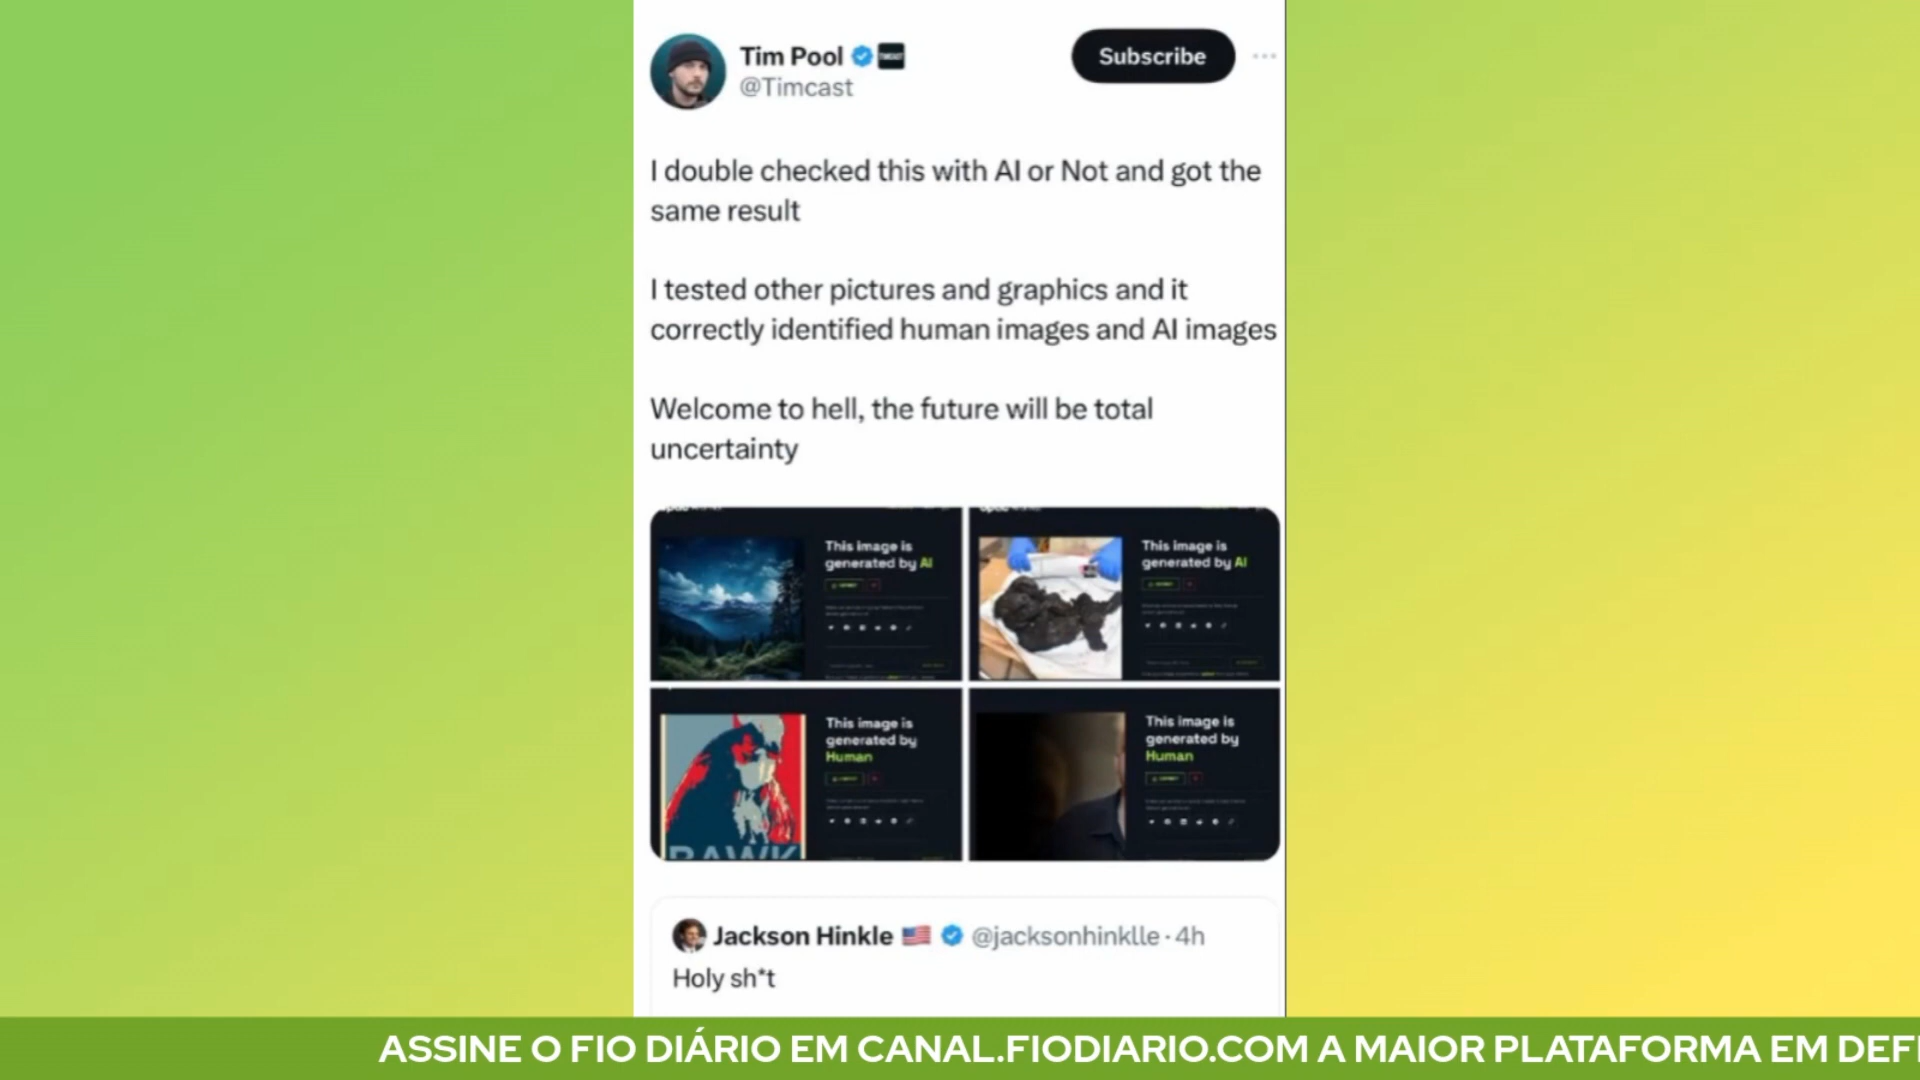 Tim Pool
@Timcast
Subscribe
I double checked this with AI or Not and got the
same result
I tested other pictures and graphics and it
correctly identified human images and AI images
Welcome to hell, the future will be total
uncertainty
This image is
generated by AI
This image is
generated by AI
This image is
generated by
Human
This image is
generated by
Human
Jackson Hinkle @jacksonhinklle · 4h
Holy sh*t
ASSINE O FIO DIÁRIO EM CANAL.FIODIARIO.COM A MAIOR PLATAFORMA EM